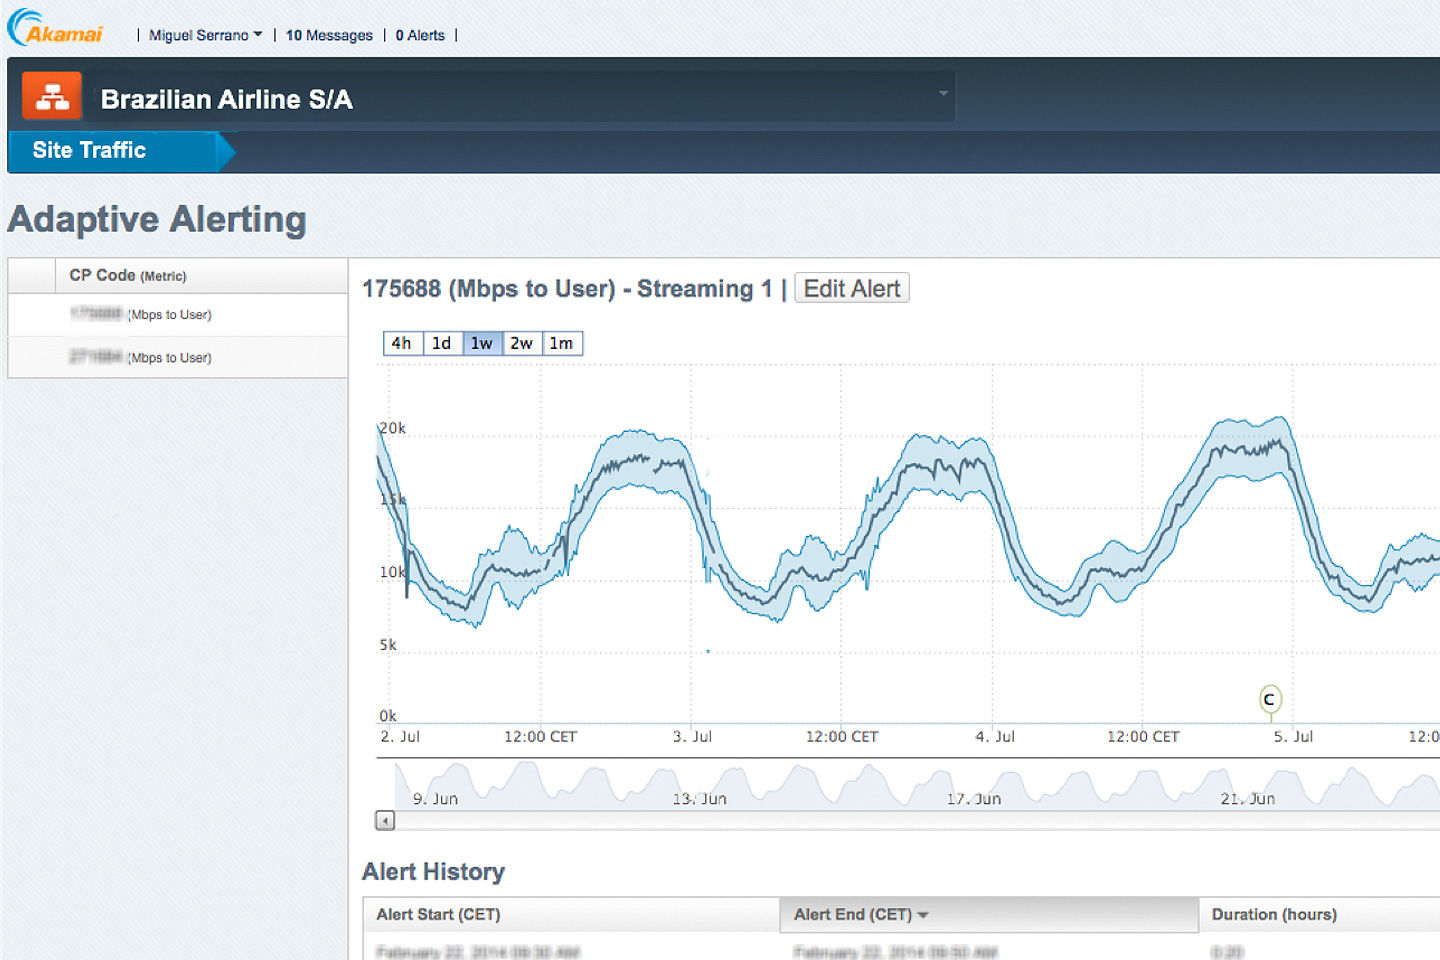 Akamai | Miguel Serrano | 10 Messages | 0 Alerts |
Brazilian Airline S/A
Site Traffic
Adaptive Alerting
CP Code (Metric)
(Mbps to User)
(Mbps to User)
175688 (Mbps to User) - Streaming 1 | Edit Alert
4h 1d 1w 2w 1m
20k
15k
10k
5k
0k
2. Jul 12:00 CET 3. Jul 12:00 CET 4. Jul 12:00 CET 5. Jul 12:0
C
9. Jun 13. Jun 17. Jun 21. Jun
Alert History
Alert Start (CET) Alert End (CET) Duration (hours)